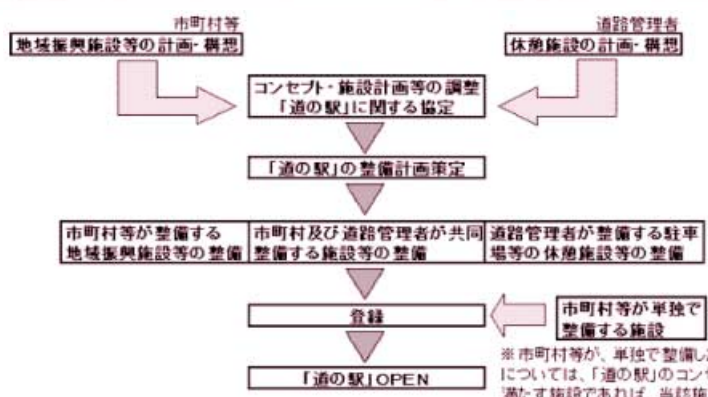 市町村等
地域振興施設等の計画・構想
道路管理者
休憩施設の計画・構想
コンセプト・施設計画等の調整
「道の駅」に関する協定
「道の駅」の整備計画策定
市町村等が整備する
地域振興施設等の整備
市町村及び道路管理者が共同
整備する施設等の整備
道路管理者が整備する駐車
場等の休憩施設等の整備
登録
市町村等が単独で
整備する施設
「道の駅」OPEN
※市町村等が、単独で整備し
については、「道の駅」のコンセ
満たす施設であれば、当該施